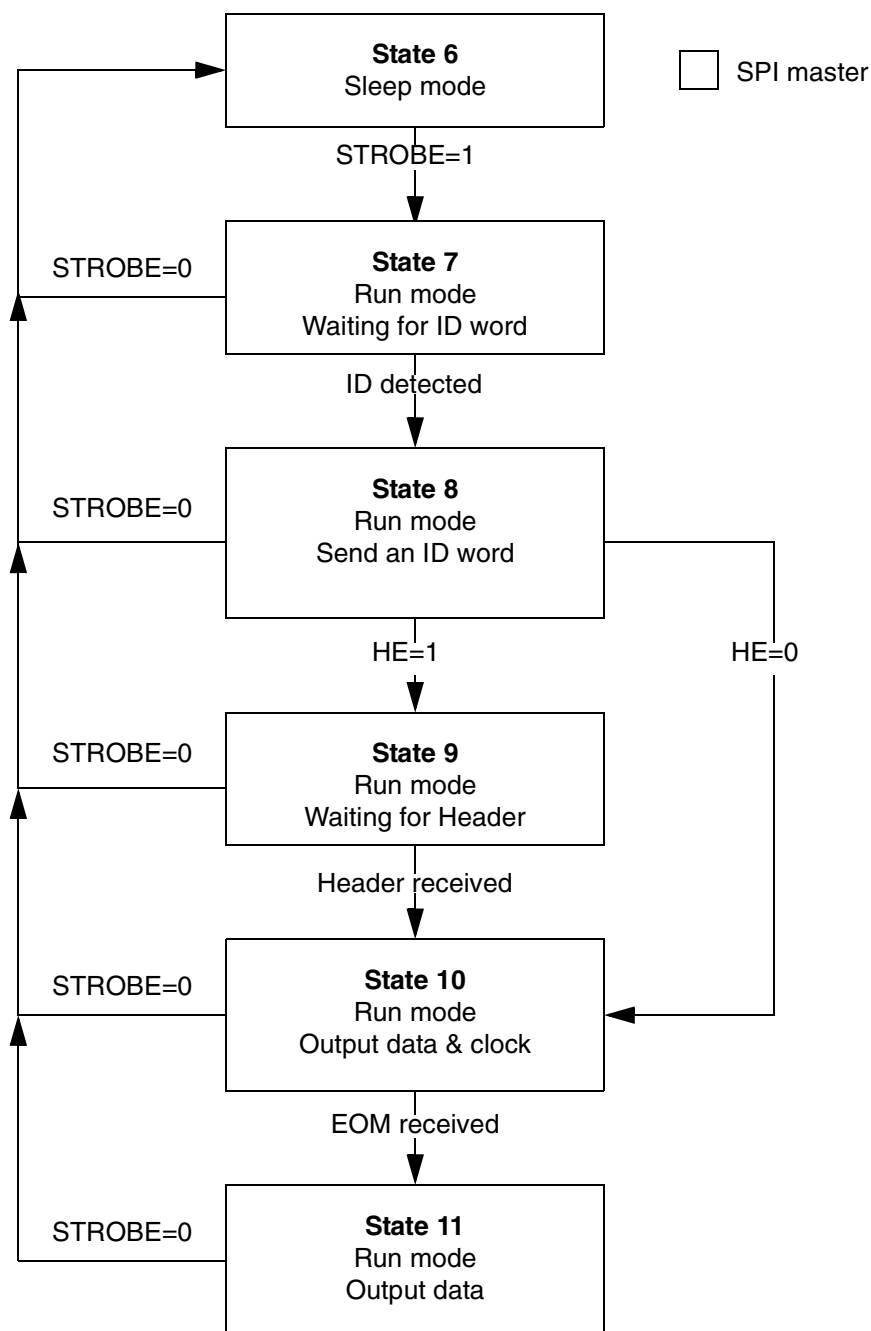 State 6
Sleep mode
SPI master
STROBE=1
State 7
Run mode
Waiting for ID word
STROBE=0
ID detected
State 8
Run mode
Send an ID word
STROBE=0
HE=1
HE=0
State 9
Run mode
Waiting for Header
STROBE=0
Header received
State 10
Run mode
Output data & clock
STROBE=0
EOM received
State 11
Run mode
Output data
STROBE=0